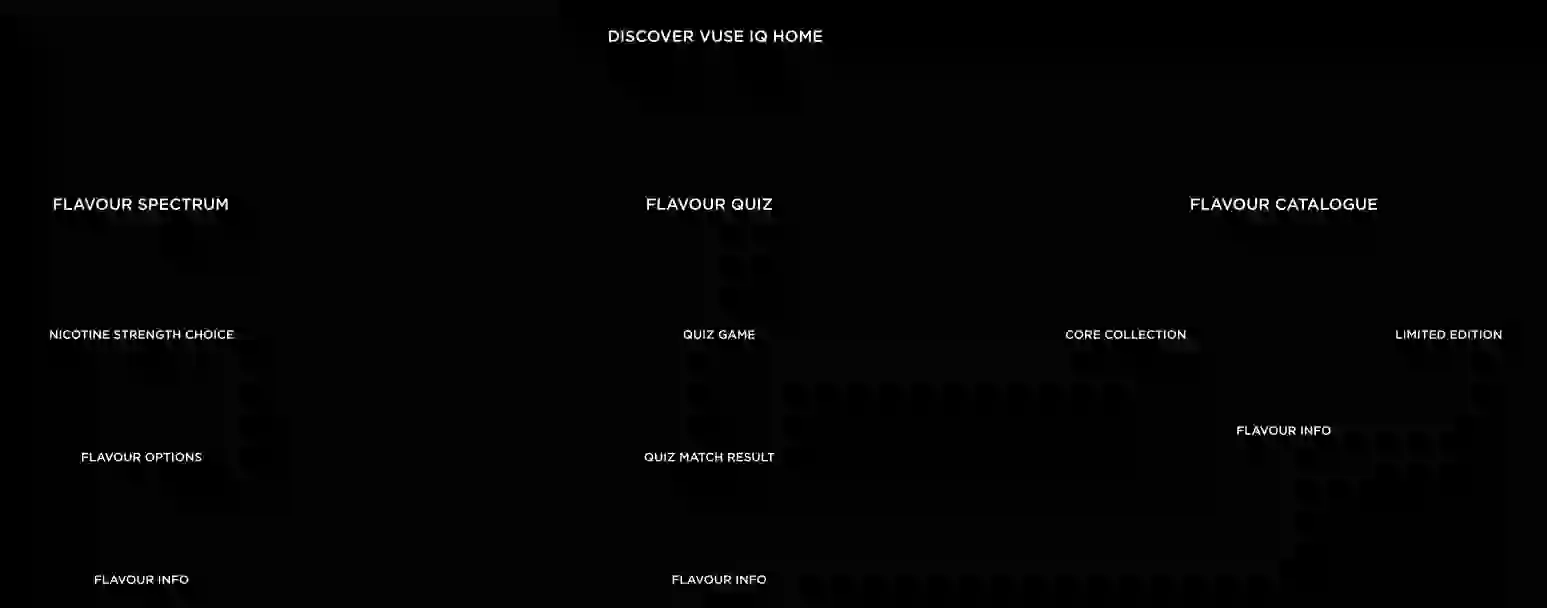 DISCOVER VUSE IQ HOME
FLAVOUR SPECTRUM
FLAVOUR QUIZ
FLAVOUR CATALOGUE
NICOTINE STRENGTH CHOICE
QUIZ GAME
CORE COLLECTION
LIMITED EDITION
FLAVOUR INFO
FLAVOUR OPTIONS
QUIZ MATCH RESULT
FLAVOUR INFO
FLAVOUR INFO